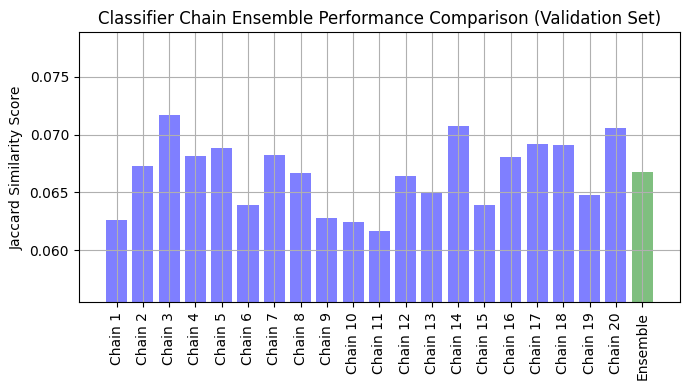 Classifier Chain Ensemble Performance Comparison (Validation Set)
Jaccard Similarity Score
0.075
0.070
0.065
0.060
Chain 1
Chain 2
Chain 3
Chain 4
Chain 5
Chain 6
Chain 7
Chain 8
Chain 9
Chain 10
Chain 11
Chain 12
Chain 13
Chain 14
Chain 15
Chain 16
Chain 17
Chain 18
Chain 19
Chain 20
Ensemble